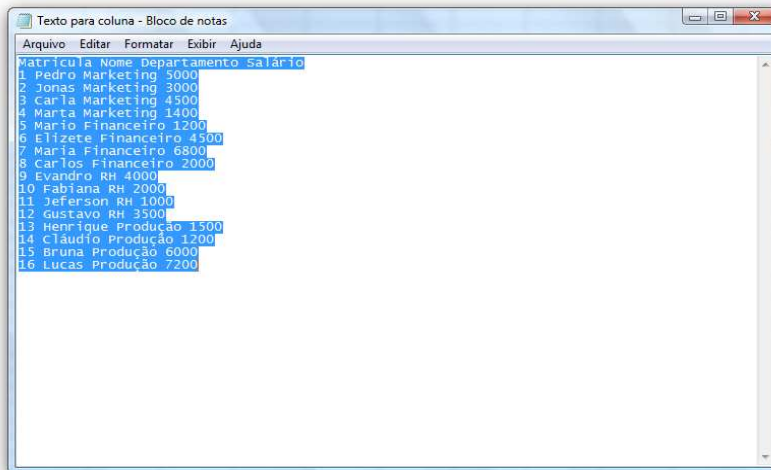 Texto para coluna - Bloco de notas
Arquivo Editar Formatar Exibir Ajuda
Matricula Nome Departamento Salário
1 Pedro Marketing 5000
2 Jonas Marketing 3000
3 Carla Marketing 4500
4 Marta Marketing 1400
5 Mario Financeiro 1200
6 Elizete Financeiro 4500
7 Maria Financeiro 6800
8 Carlos Financeiro 2000
9 Evandro RH 4000
10 Fabiana RH 2000
11 Jeferson RH 1000
12 Gustavo RH 3500
13 Henrique Produção 1500
14 Cláudio Produção 1200
15 Bruna Produção 6000
16 Lucas Produção 7200